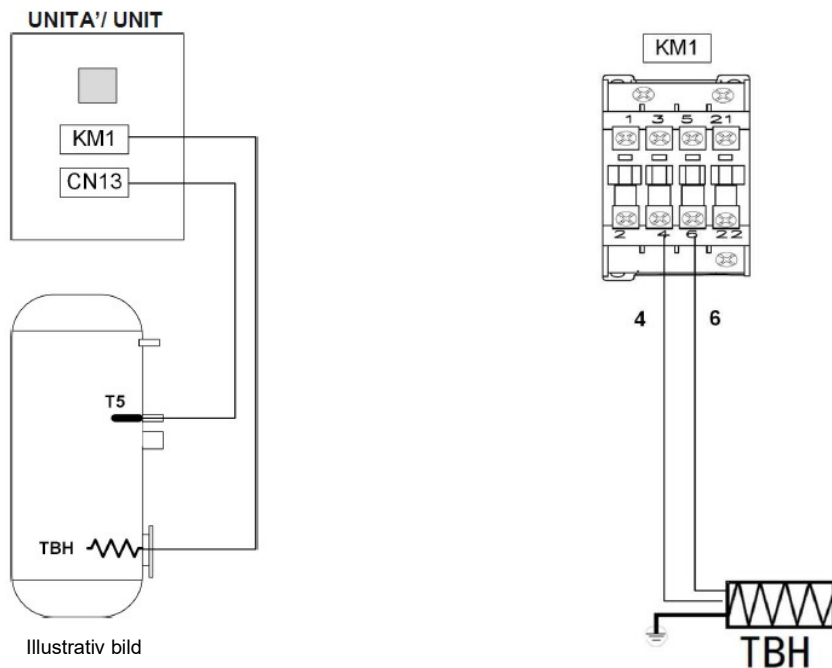 UNITA'/ UNIT
KM1
CN13
T5
TBH
Illustrativ bild
KM1
1 3 5 21
2 4 6 22
4 6
TBH